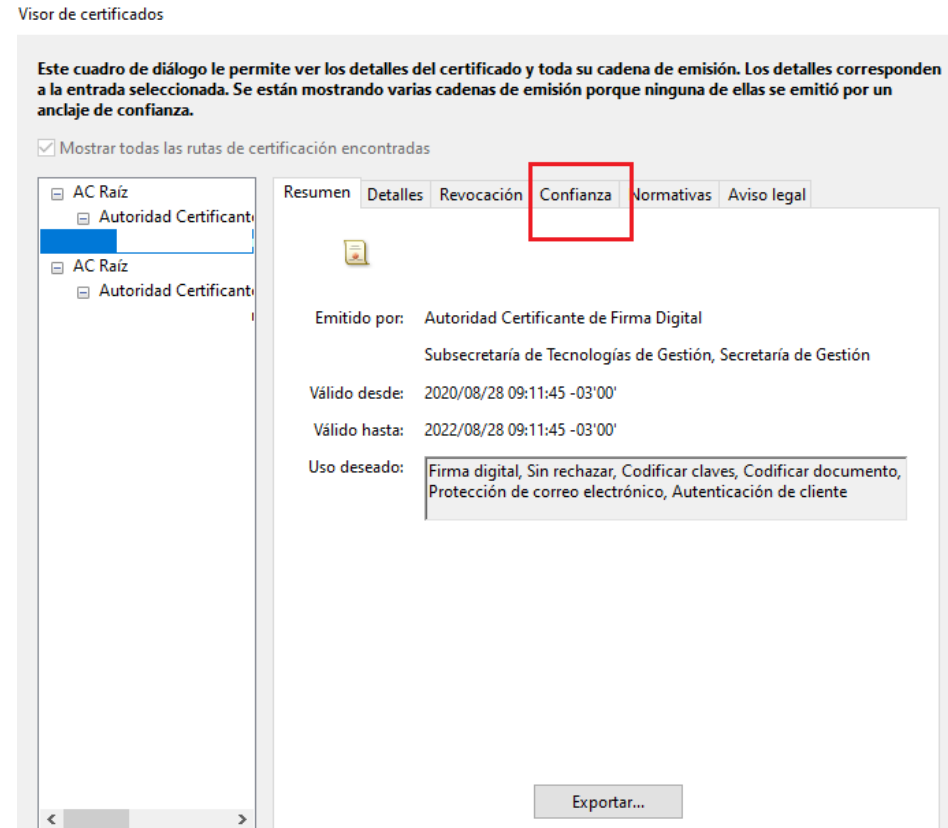 Visor de certificados
Este cuadro de diálogo le permite ver los detalles del certificado y toda su cadena de emisión. Los detalles corresponden
a la entrada seleccionada. Se están mostrando varias cadenas de emisión porque ninguna de ellas se emitió por un
anclaje de confianza.
Mostrar todas las rutas de certificación encontradas
AC Raíz
Autoridad Certificant
AC Raíz
Autoridad Certificant
Resumen Detalles Revocación Confianza Normativas Aviso legal
Emitido por: Autoridad Certificante de Firma Digital
Subsecretaría de Tecnologías de Gestión, Secretaría de Gestión
Válido desde: 2020/08/28 09:11:45 -03'00'
Válido hasta: 2022/08/28 09:11:45 -03'00'
Uso deseado: Firma digital, Sin rechazar, Codificar claves, Codificar documento,
Protección de correo electrónico, Autenticación de cliente
Exportar...